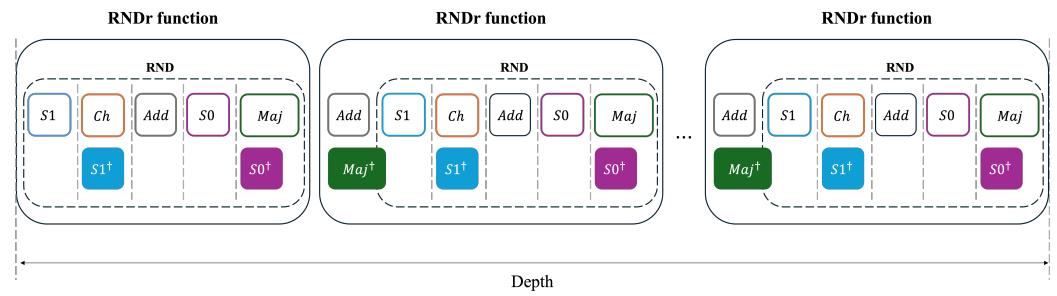 RNDr function RNDr function RNDr function
RND RND RND
S1 Ch Add S0 Maj Add S1 Ch Add S0 Maj ... Add S1 Ch Add S0 Maj
S1† S0† Maj† S1† S0† Maj† S1† S0†
Depth